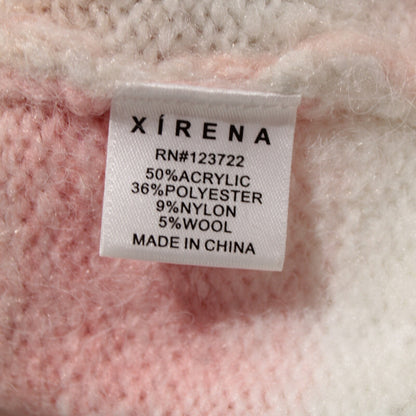 XÍRENA
RN#123722
50%ACRYLIC
36%POLYESTER
9%NYLON
5%WOOL
MADE IN CHINA